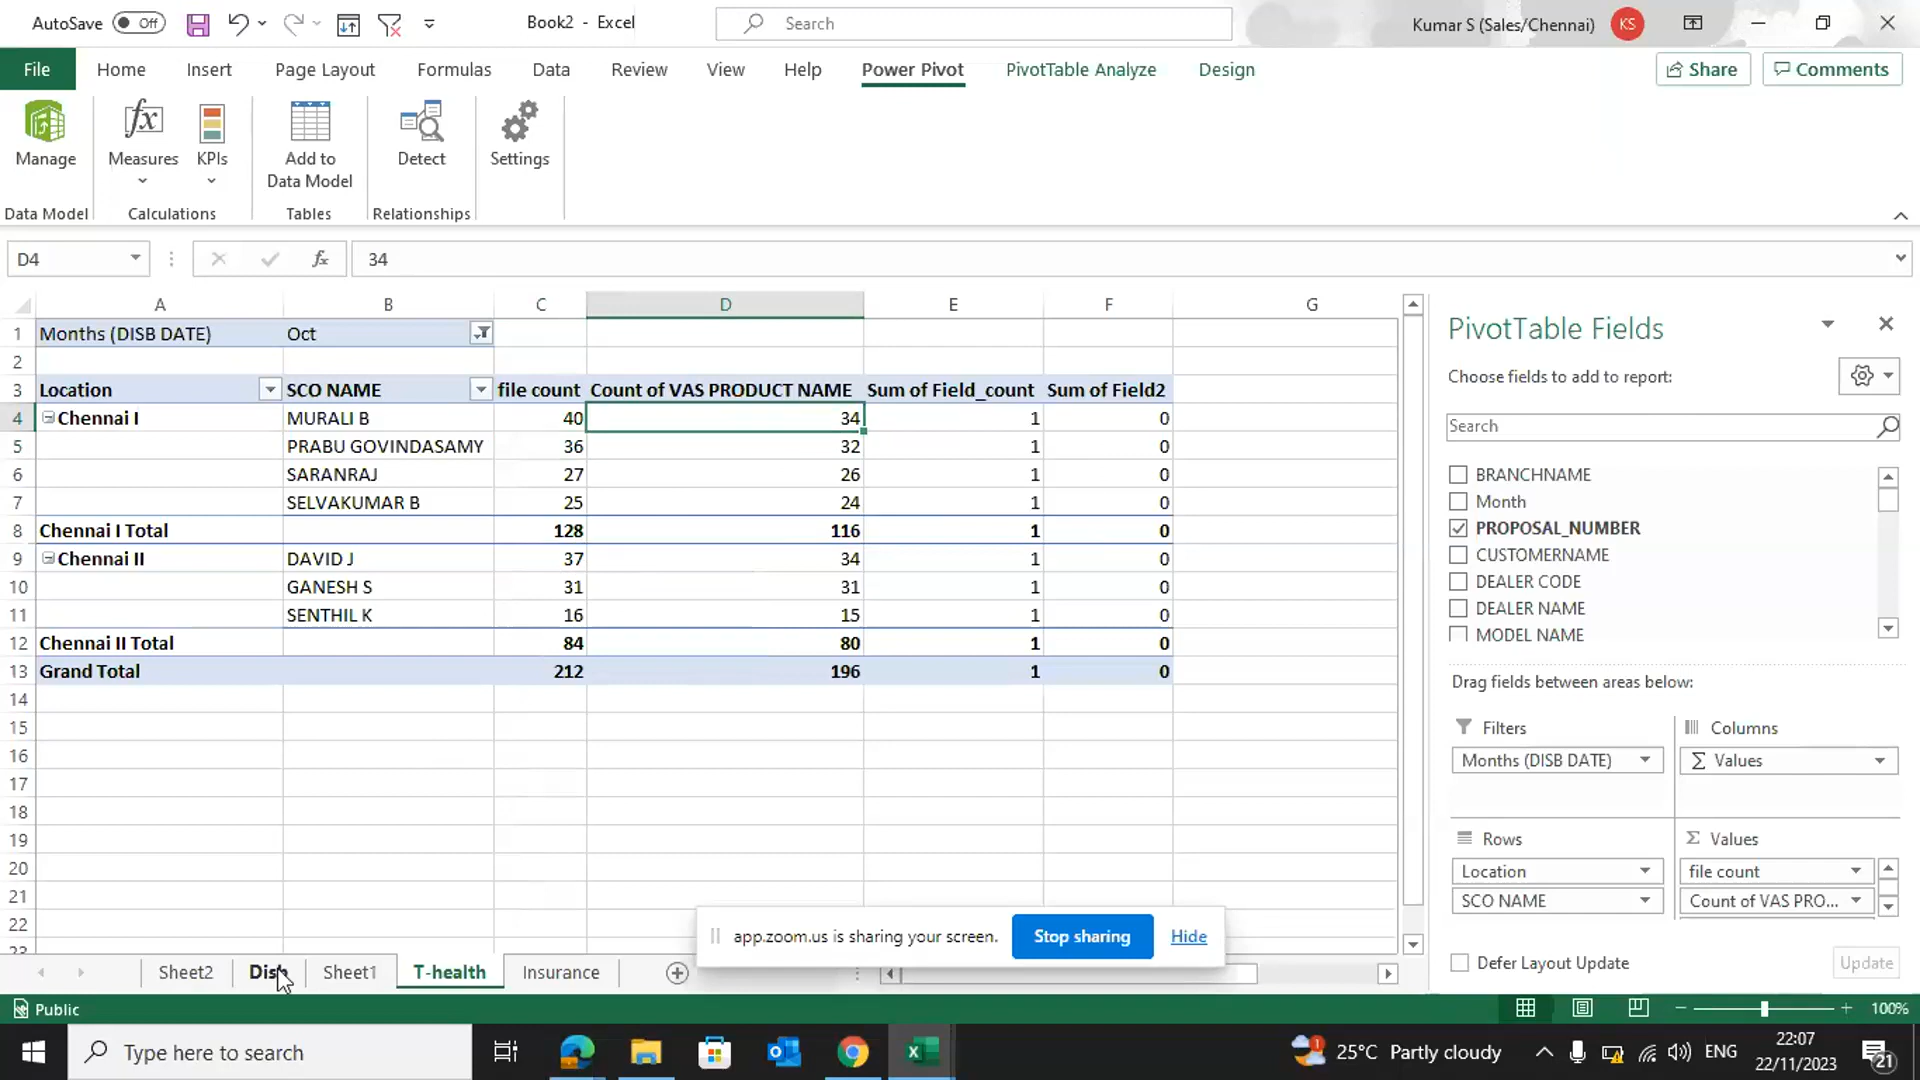 AutoSave Off Book2 - Excel Search Kumar S (Sales/Chennai) KS
File Home Insert Page Layout Formulas Data Review View Help Power Pivot PivotTable Analyze Design Share Comments
Manage Measures KPIs Add to Data Model Detect Settings
Data Model Calculations Tables Relationships
D4 fx 34
A B C D E F G
1 Months (DISB DATE) Oct
2
3 Location SCO NAME file count Count of VAS PRODUCT NAME Sum of Field_count Sum of Field2
4 Chennai I MURALI B 40 34 1 0
5 PRABU GOVINDASAMY 36 32 1 0
6 SARANRAJ 27 26 1 0
7 SELVAKUMAR B 25 24 1 0
8 Chennai I Total 128 116 1 0
9 Chennai II DAVID J 37 34 1 0
10 GANESH S 31 31 1 0
11 SENTHIL K 16 15 1 0
12 Chennai II Total 84 80 1 0
13 Grand Total 212 196 1 0
14
15
16
17
18
19
20
21
22
23
PivotTable Fields
Choose fields to add to report:
Search
BRANCHNAME
Month
PROPOSAL_NUMBER
CUSTOMERNAME
DEALER CODE
DEALER NAME
MODEL NAME
Drag fields between areas below:
Filters Columns
Months (DISB DATE) Σ Values
Rows Σ Values
Location file count
SCO NAME Count of VAS PRO...
Defer Layout Update Update
app.zoom.us is sharing your screen. Stop sharing Hide
Sheet2 Disb Sheet1 T-health Insurance
Public 100%
Type here to search 25°C Partly cloudy ENG 22:07
22/11/2023 21